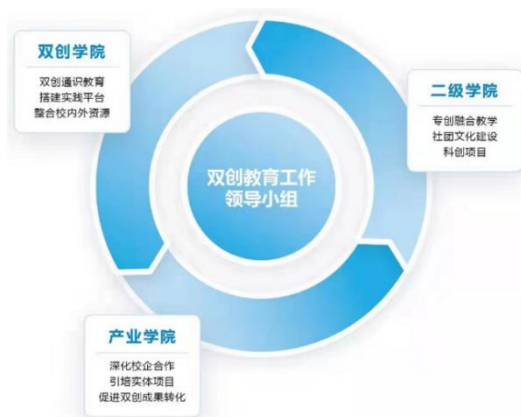 双创学院
双创通识教育
搭建实践平台
整合校内外资源
二级学院
专创融合教学
社团文化建设
科创项目
双创教育工作
领导小组
产业学院
深化校企合作
引培实体项目
促进双创成果转化